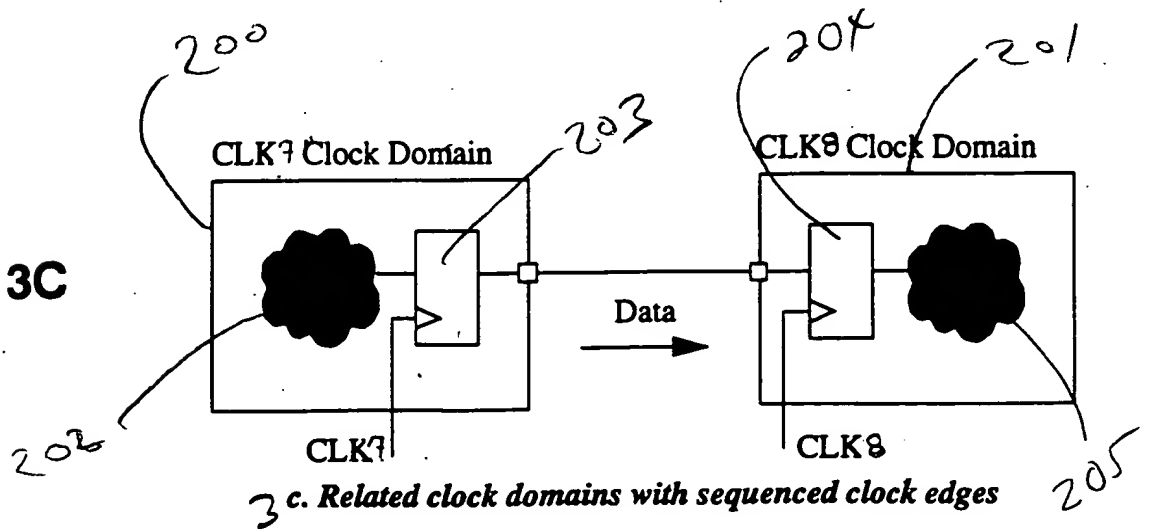 200
204
201
203
CLK7 Clock Domain
CLK8 Clock Domain
3C
Data
202
CLK7
CLK8
205
3 c. Related clock domains with sequenced clock edges